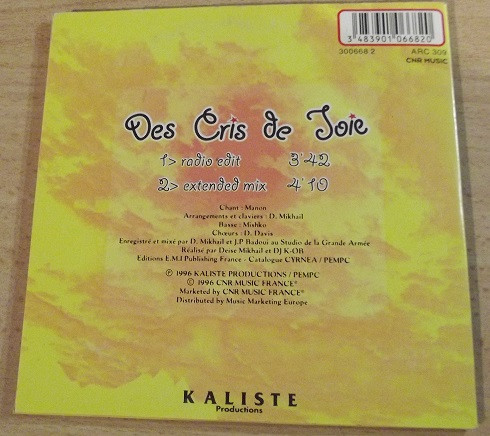 3 483901 066820
300668 2 ARC 309
CNR MUSIC
Des Cris de Joie
1> radio edit 3'42
2> extended mix 4'10
Chant : Manon
Arrangements et claviers : D. Mikhail
Basse : Mishko
Chœurs : D. Davis
Enregistré et mixé par D. Mikhail et J.P Badoui au Studio de la Grande Armée
Réalisé par Deise Mikhail et DJ K-OB
Editions E.M.I Publishing France - Catalogue CYRNEA / PEMPC
℗ 1996 KALISTE PRODUCTIONS / PEMPC
© 1996 CNR MUSIC FRANCE®
Marketed by CNR MUSIC FRANCE®
Distributed by Music Marketing Europe
KALISTE
Productions